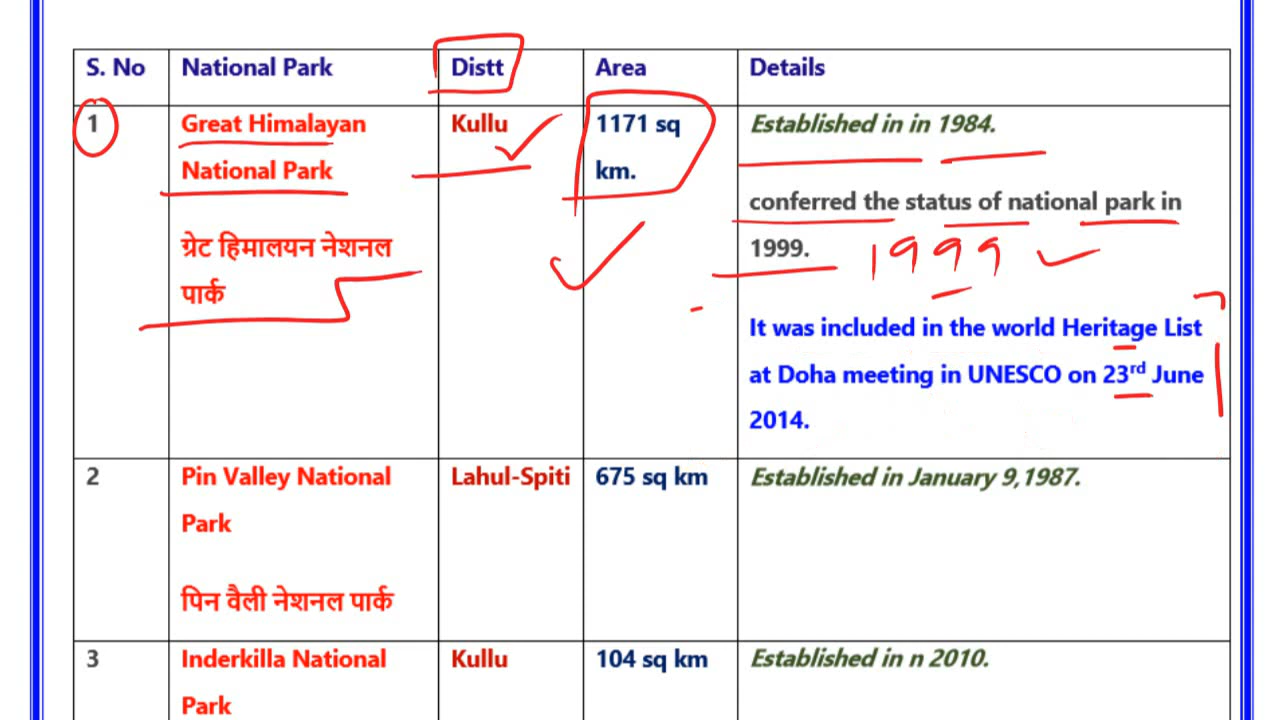 S. No National Park Distt Area Details
1 Great Himalayan Kullu 1171 sq Established in in 1984.
National Park km.
conferred the status of national park in
ग्रेट हिमालयन नेशनल 1999. 1999
पार्क
It was included in the world Heritage List
at Doha meeting in UNESCO on 23rd June
2014.
2 Pin Valley National Lahul-Spiti 675 sq km Established in January 9,1987.
Park
पिन वैली नेशनल पार्क
3 Inderkilla National Kullu 104 sq km Established in n 2010.
Park